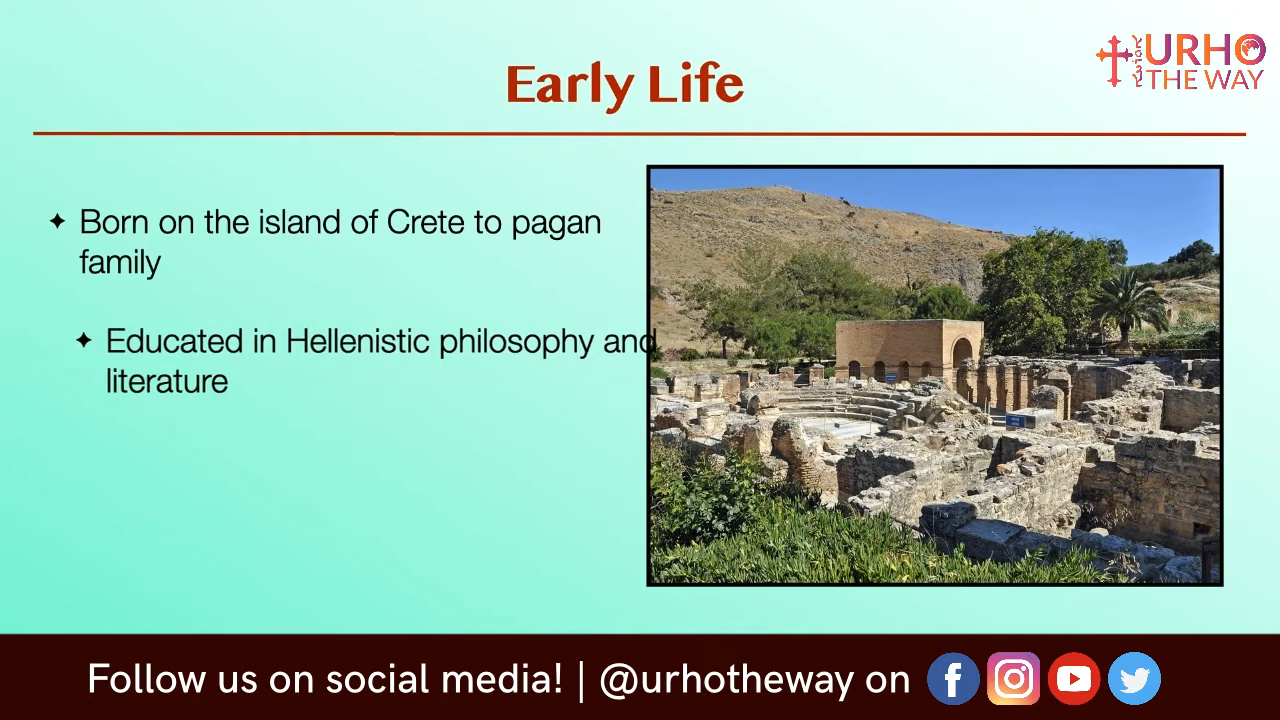 URHO
THE WAY
Early Life
✦ Born on the island of Crete to pagan
family
✦ Educated in Hellenistic philosophy and
literature
Follow us on social media! | @urhotheway on